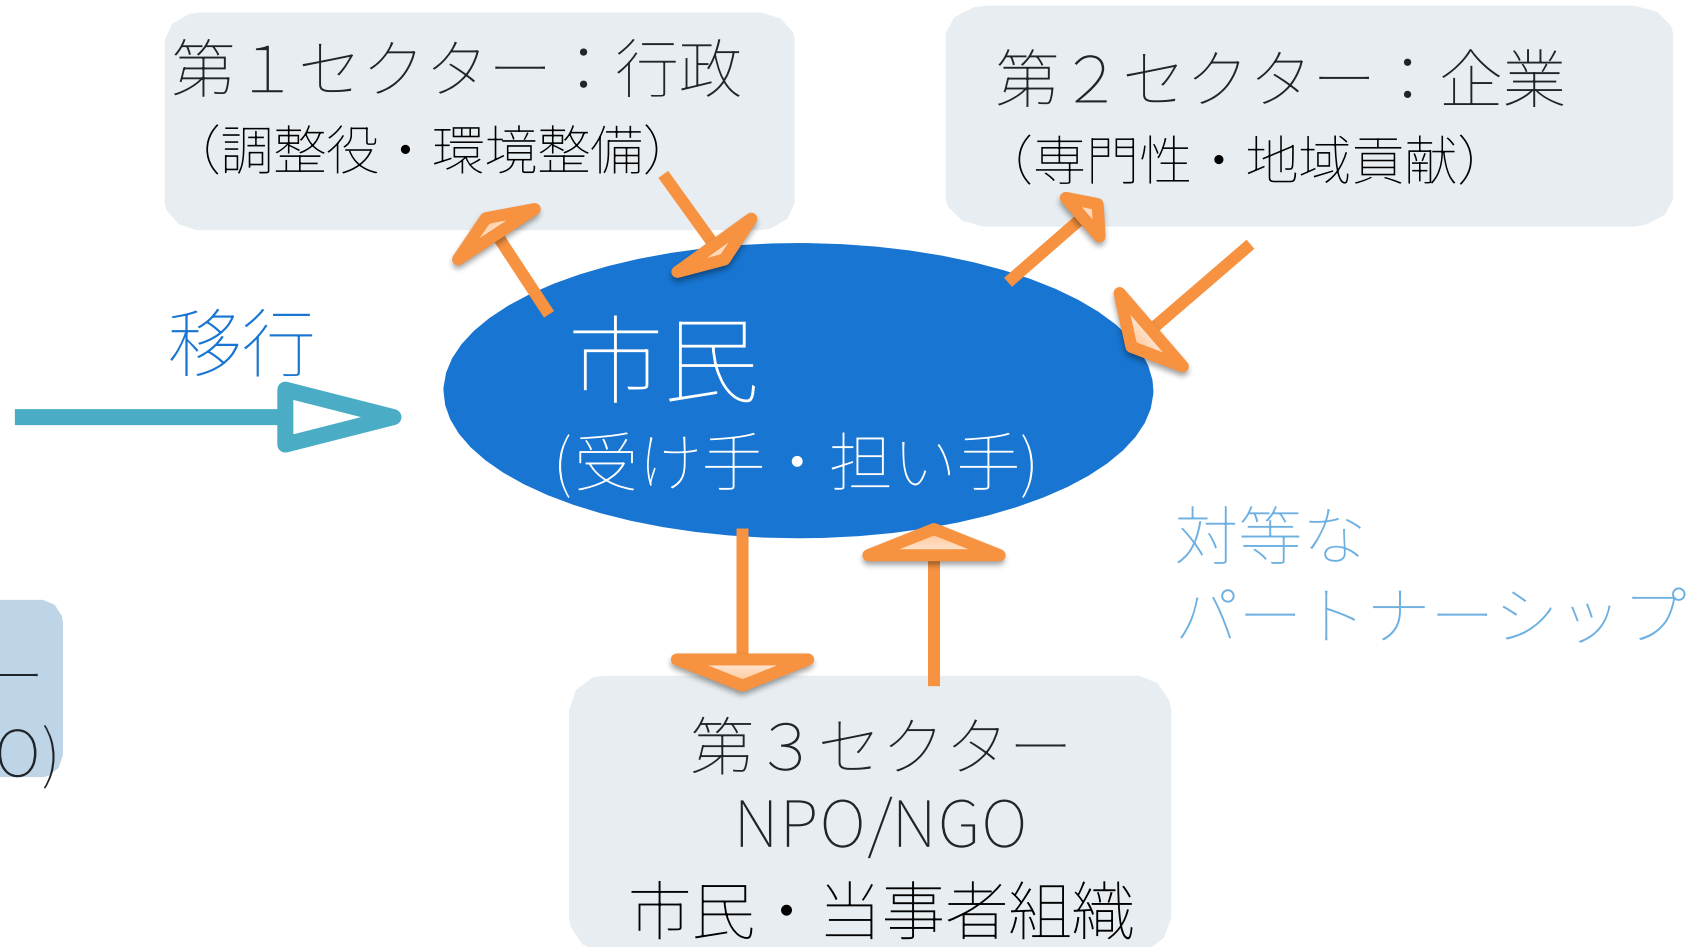 第１セクター：行政
（調整役・環境整備）
第２セクター：企業
（専門性・地域貢献）
移行
市民
(受け手・担い手)
対等な
パートナーシップ
ー
O)
第３セクター
NPO/NGO
市民・当事者組織